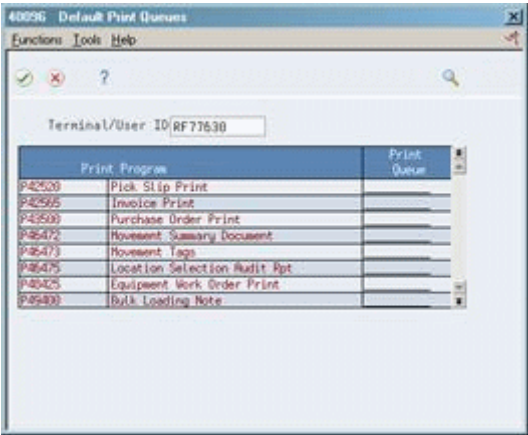 40096 Default Print Queues
Functions Tools Help
?
Terminal/User ID RF77630
Print Program Print Queue
P42520 Pick Slip Print
P42565 Invoice Print
P43500 Purchase Order Print
P46472 Movement Summary Document
P46473 Movement Tags
P46475 Location Selection Audit Rpt
P48425 Equipment Work Order Print
P49400 Bulk Loading Note